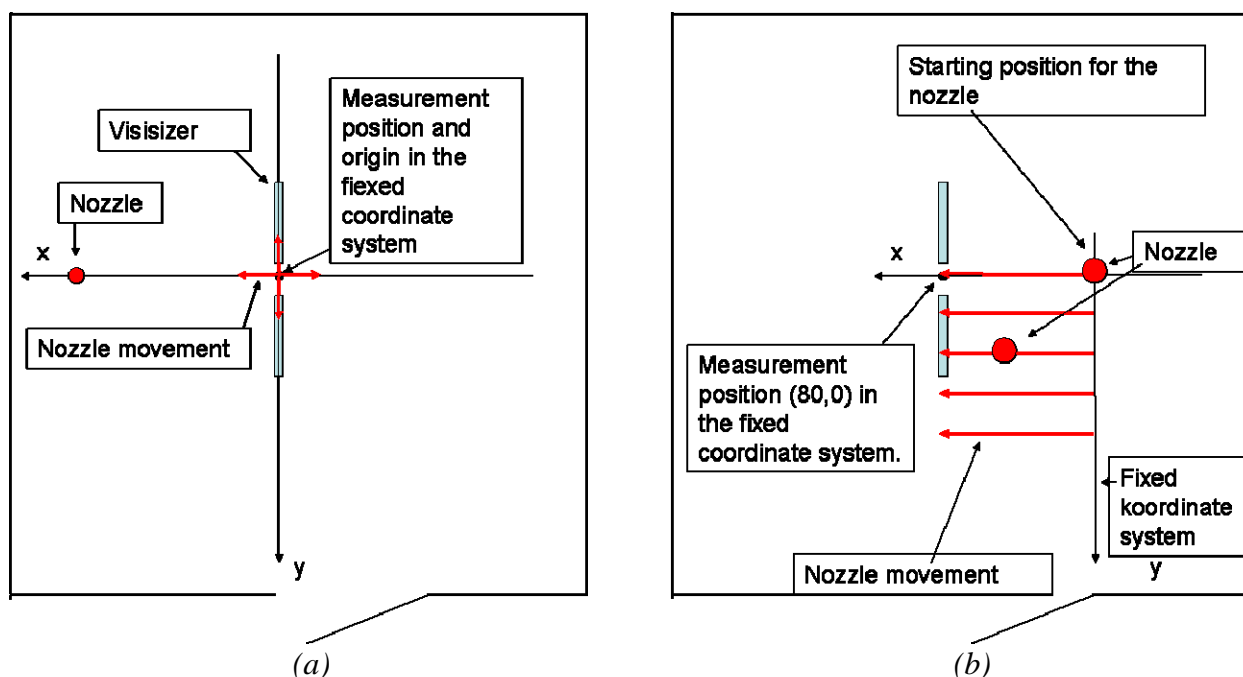 Visisizer
Measurement
position and
origin in the
fiexed
coordinate
system
Nozzle
x
Nozzle movement
y
(a)
Starting position for the
nozzle
Nozzle
x
Measurement
position (80,0) in
the fixed
coordinate system.
Fixed
koordinate
system
Nozzle movement
y
(b)